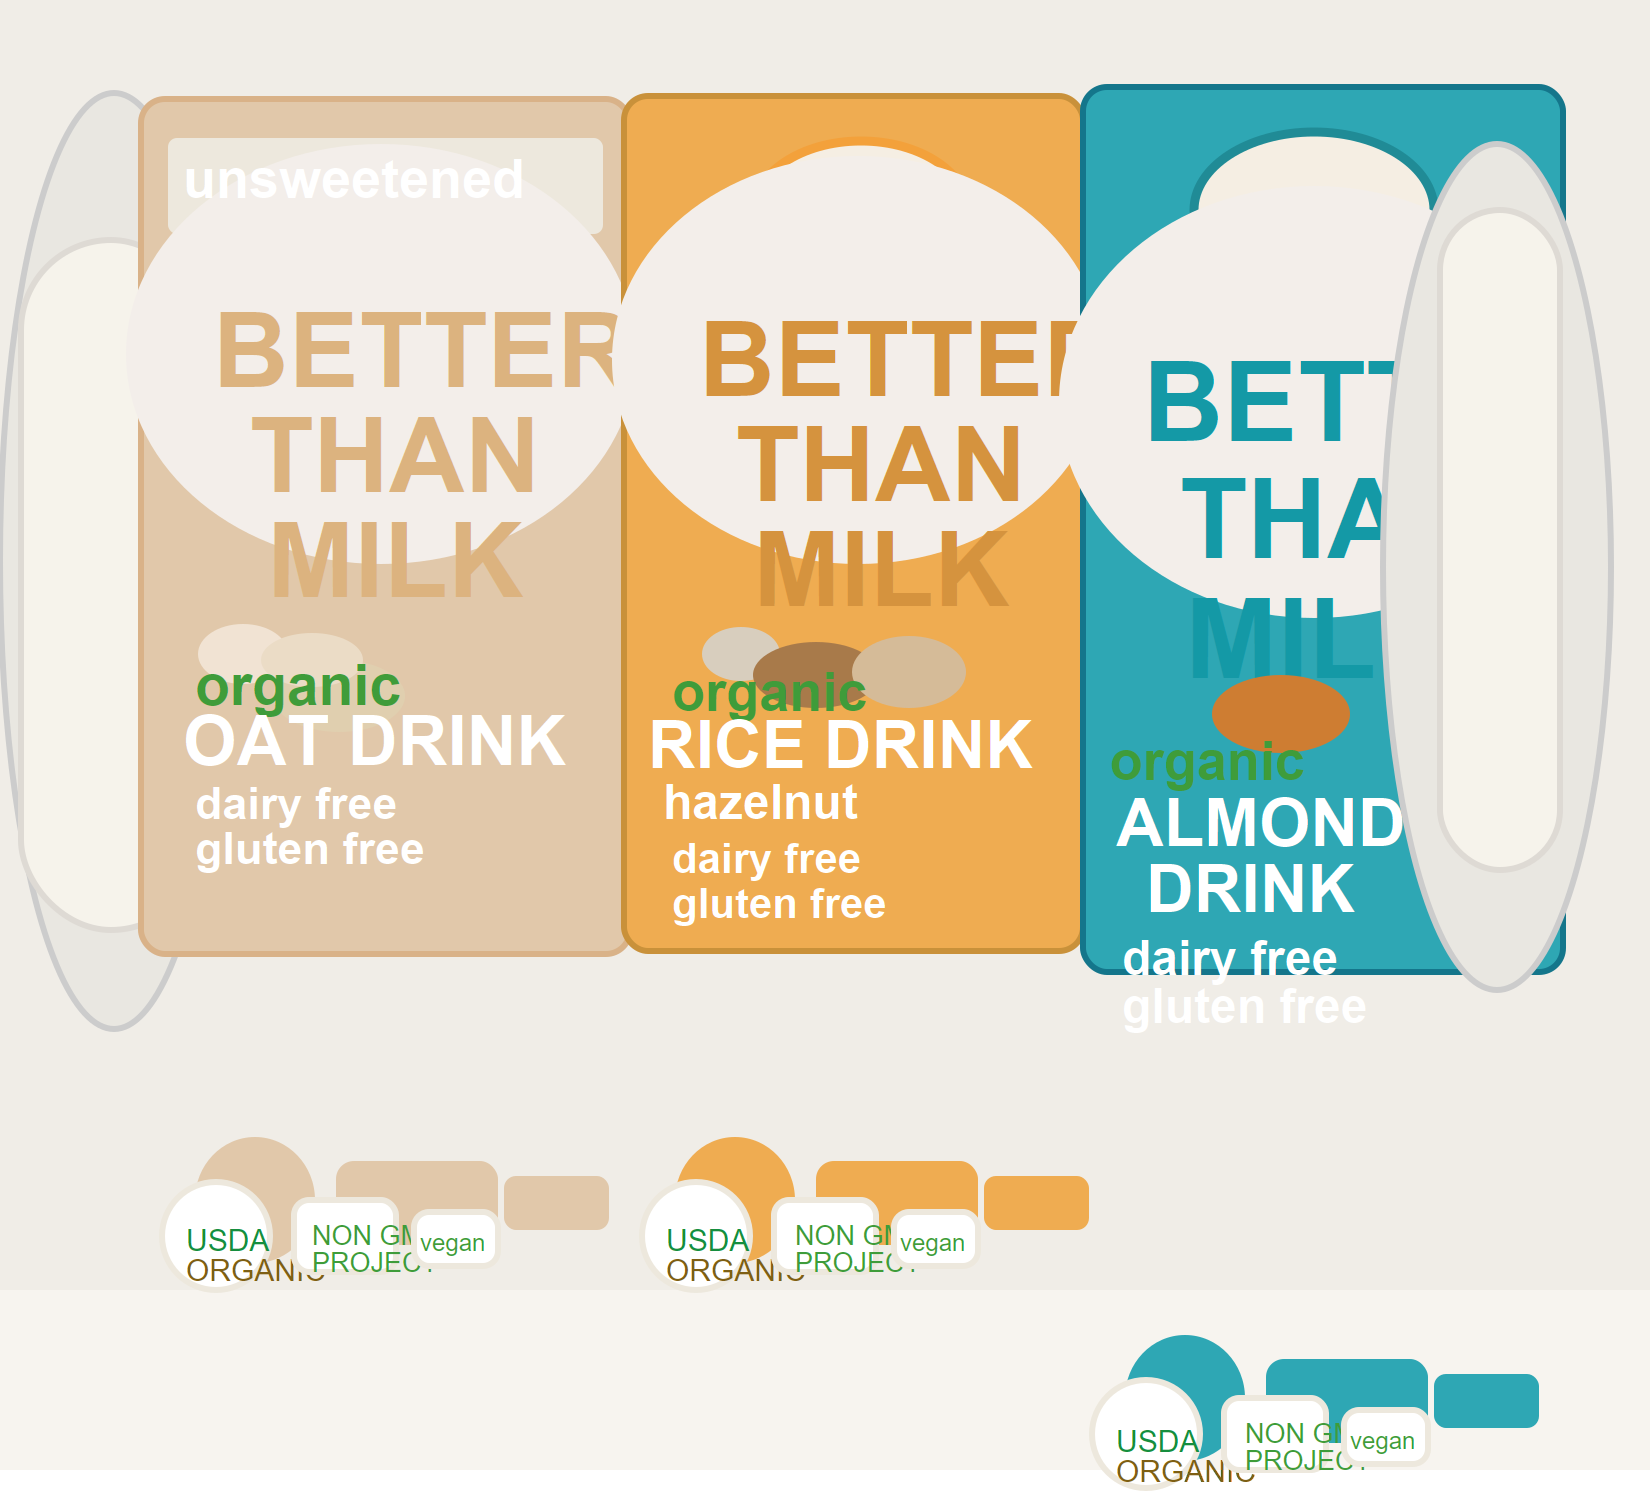 unsweetened
BETTER
THAN
MILK
organic
OAT DRINK
dairy free
gluten free
BETTER
THAN
MILK
organic
RICE DRINK
hazelnut
dairy free
gluten free
BETT
THA
MIL
organic
ALMOND
DRINK
dairy free
gluten free
USDA
ORGANIC
NON GM
PROJECT
vegan
USDA
ORGANIC
NON GM
PROJECT
vegan
USDA
ORGANIC
NON GM
PROJECT
vegan